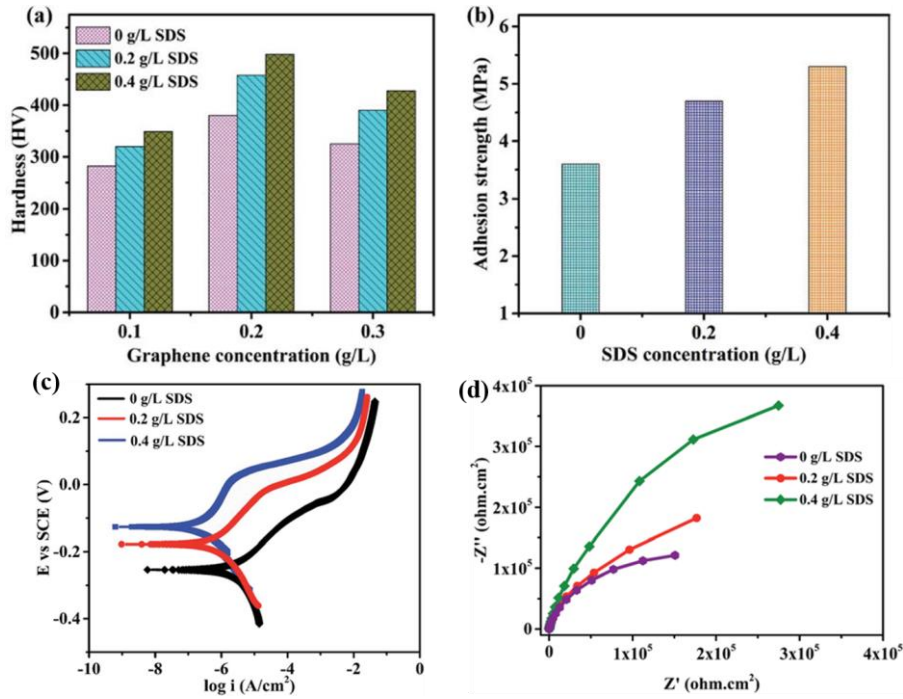 (a)
0 g/L SDS
0.2 g/L SDS
0.4 g/L SDS
Hardness (HV)
500
400
300
200
100
0
0.1 0.2 0.3
Graphene concentration (g/L)
(b)
Adhesion strength (MPa)
6
5
4
3
2
1
0 0.2 0.4
SDS concentration (g/L)
(c)
0 g/L SDS
0.2 g/L SDS
0.4 g/L SDS
E vs SCE (V)
0.2
0.0
-0.2
-0.4
-10 -8 -6 -4 -2 0
log i (A/cm²)
(d)
0 g/L SDS
0.2 g/L SDS
0.4 g/L SDS
-Z'' (ohm.cm²)
4x10⁵
3x10⁵
2x10⁵
1x10⁵
0
0 1x10⁵ 2x10⁵ 3x10⁵ 4x10⁵
Z' (ohm.cm²)